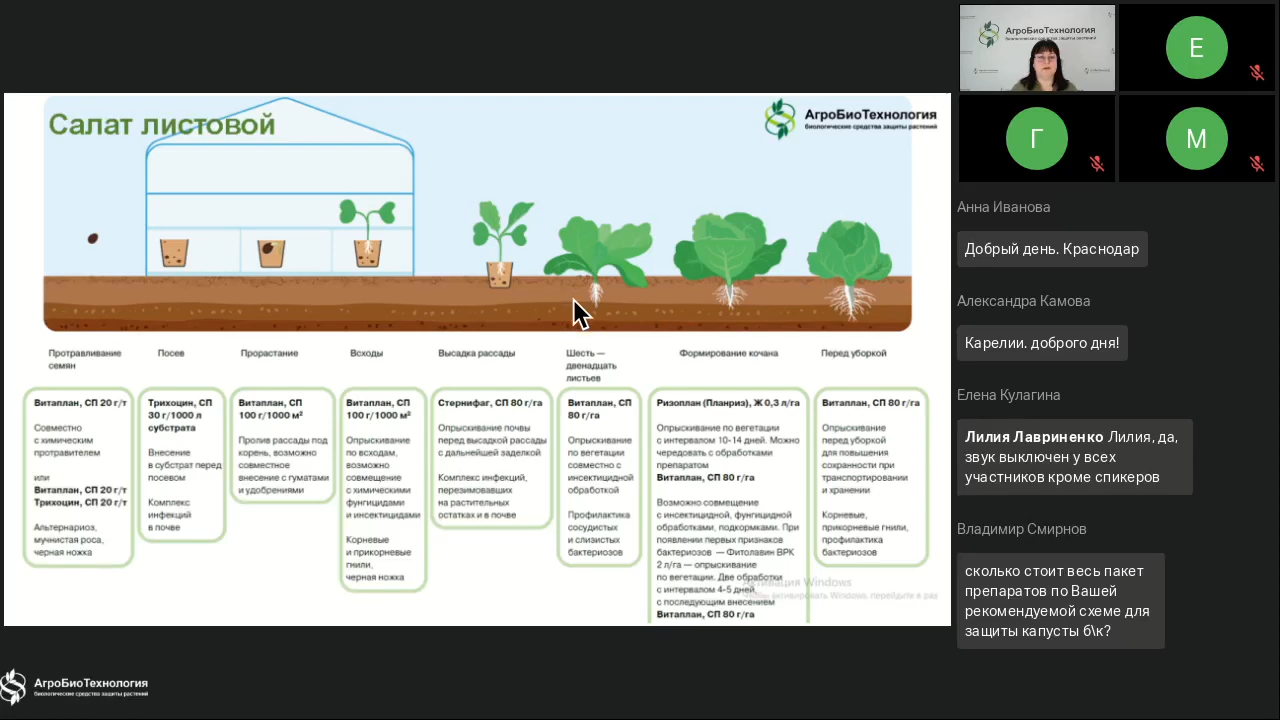 Салат листовой
АгроБиоТехнология
биологические средства защиты растений
Протравливание
семян
Посев
Прорастание
Всходы
Высадка рассады
Шесть —
двенадцать
листьев
Формирование кочана
Перед уборкой
Витаплан, СП 20 г/т
Совместно
с химическим
протравителем
или
Витаплан, СП 20 г/т
Трихоцин, СП 20 г/т
Альтернариоз,
мучнистая роса,
черная ножка
Трихоцин, СП
30 г/1000 л
субстрата
Внесение
в субстрат перед
посевом
Комплекс
инфекций
в почве
Витаплан, СП
100 г/1000 м²
Пролив рассады под
корень, возможно
совместное
внесение с гуматами
и удобрениями
Витаплан, СП
100 г/1000 м²
Опрыскивание
по всходам,
возможно
совмещение
с химическими
фунгицидами
и инсектицидами
Корневые
и прикорневые
гнили,
черная ножка
Стернифаг, СП 80 г/га
Опрыскивание почвы
перед высадкой рассады
с дальнейшей заделкой
Комплекс инфекций,
перезимовавших
на растительных
остатках и в почве
Витаплан, СП
80 г/га
Опрыскивание
по вегетации
совместно с
инсектицидной
обработкой
Профилактика
сосудистых
и слизистых
бактериозов
Ризоплан (Планриз), Ж 0,3 л/га
Опрыскивание по вегетации
с интервалом 10-14 дней. Можно
чередовать с обработками
препаратом
Витаплан, СП 80 г/га
Возможно совмещение
с инсектицидной, фунгицидной
обработками, подкормками. При
появлении первых признаков
бактериозов — Фитолавин ВРК
2 л/га — опрыскивание
по вегетации. Две обработки
с интервалом 4-5 дней,
с последующим внесением
Витаплан, СП 80 г/га
Витаплан, СП 80 г/га
Опрыскивание
перед уборкой
для повышения
сохранности при
транспортировании
и хранении
Корневые,
прикорневые гнили,
профилактика
бактериозов
Активация Windows
Чтобы активировать Windows, перейдите в раз
АгроБиоТехнология
биологические средства защиты растений
АгроБиоТехнология
Е
Г
М
Анна Иванова
Добрый день. Краснодар
Александра Камова
Карелии. доброго дня!
Елена Кулагина
Лилия Лавриненко Лилия, да,
звук выключен у всех
участников кроме спикеров
Владимир Смирнов
сколько стоит весь пакет
препаратов по Вашей
рекомендуемой схеме для
защиты капусты б\к?